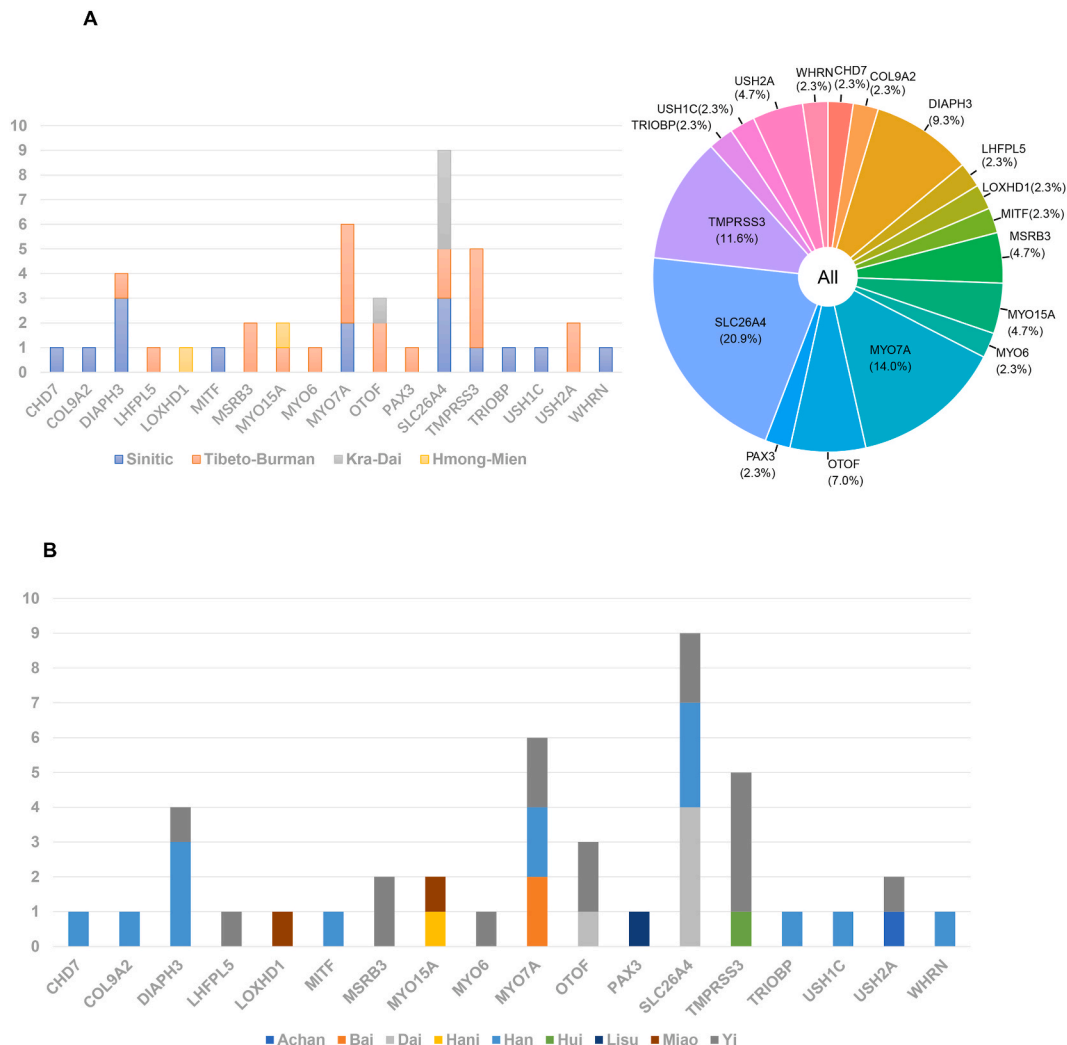 A
10
9
8
7
6
5
4
3
2
1
0
CHD7
COL9A2
DIAPH3
LHFPL5
LOXHD1
MITF
MSRB3
MYO15A
MYO6
MYO7A
OTOF
PAX3
SLC26A4
TMPRSS3
TRIOBP
USH1C
USH2A
WHRN
Sinitic Tibeto-Burman Kra-Dai Hmong-Mien
All
CHD7
(2.3%)
COL9A2
(2.3%)
DIAPH3
(9.3%)
LHFPL5
(2.3%)
LOXHD1(2.3%)
MITF(2.3%)
MSRB3
(4.7%)
MYO15A
(4.7%)
MYO6
(2.3%)
MYO7A
(14.0%)
OTOF
(7.0%)
PAX3
(2.3%)
SLC26A4
(20.9%)
TMPRSS3
(11.6%)
TRIOBP(2.3%)
USH1C(2.3%)
USH2A
(4.7%)
WHRN
(2.3%)
B
10
9
8
7
6
5
4
3
2
1
0
CHD7
COL9A2
DIAPH3
LHFPL5
LOXHD1
MITF
MSRB3
MYO15A
MYO6
MYO7A
OTOF
PAX3
SLC26A4
TMPRSS3
TRIOBP
USH1C
USH2A
WHRN
Achan Bai Dai Hani Han Hui Lisu Miao Yi